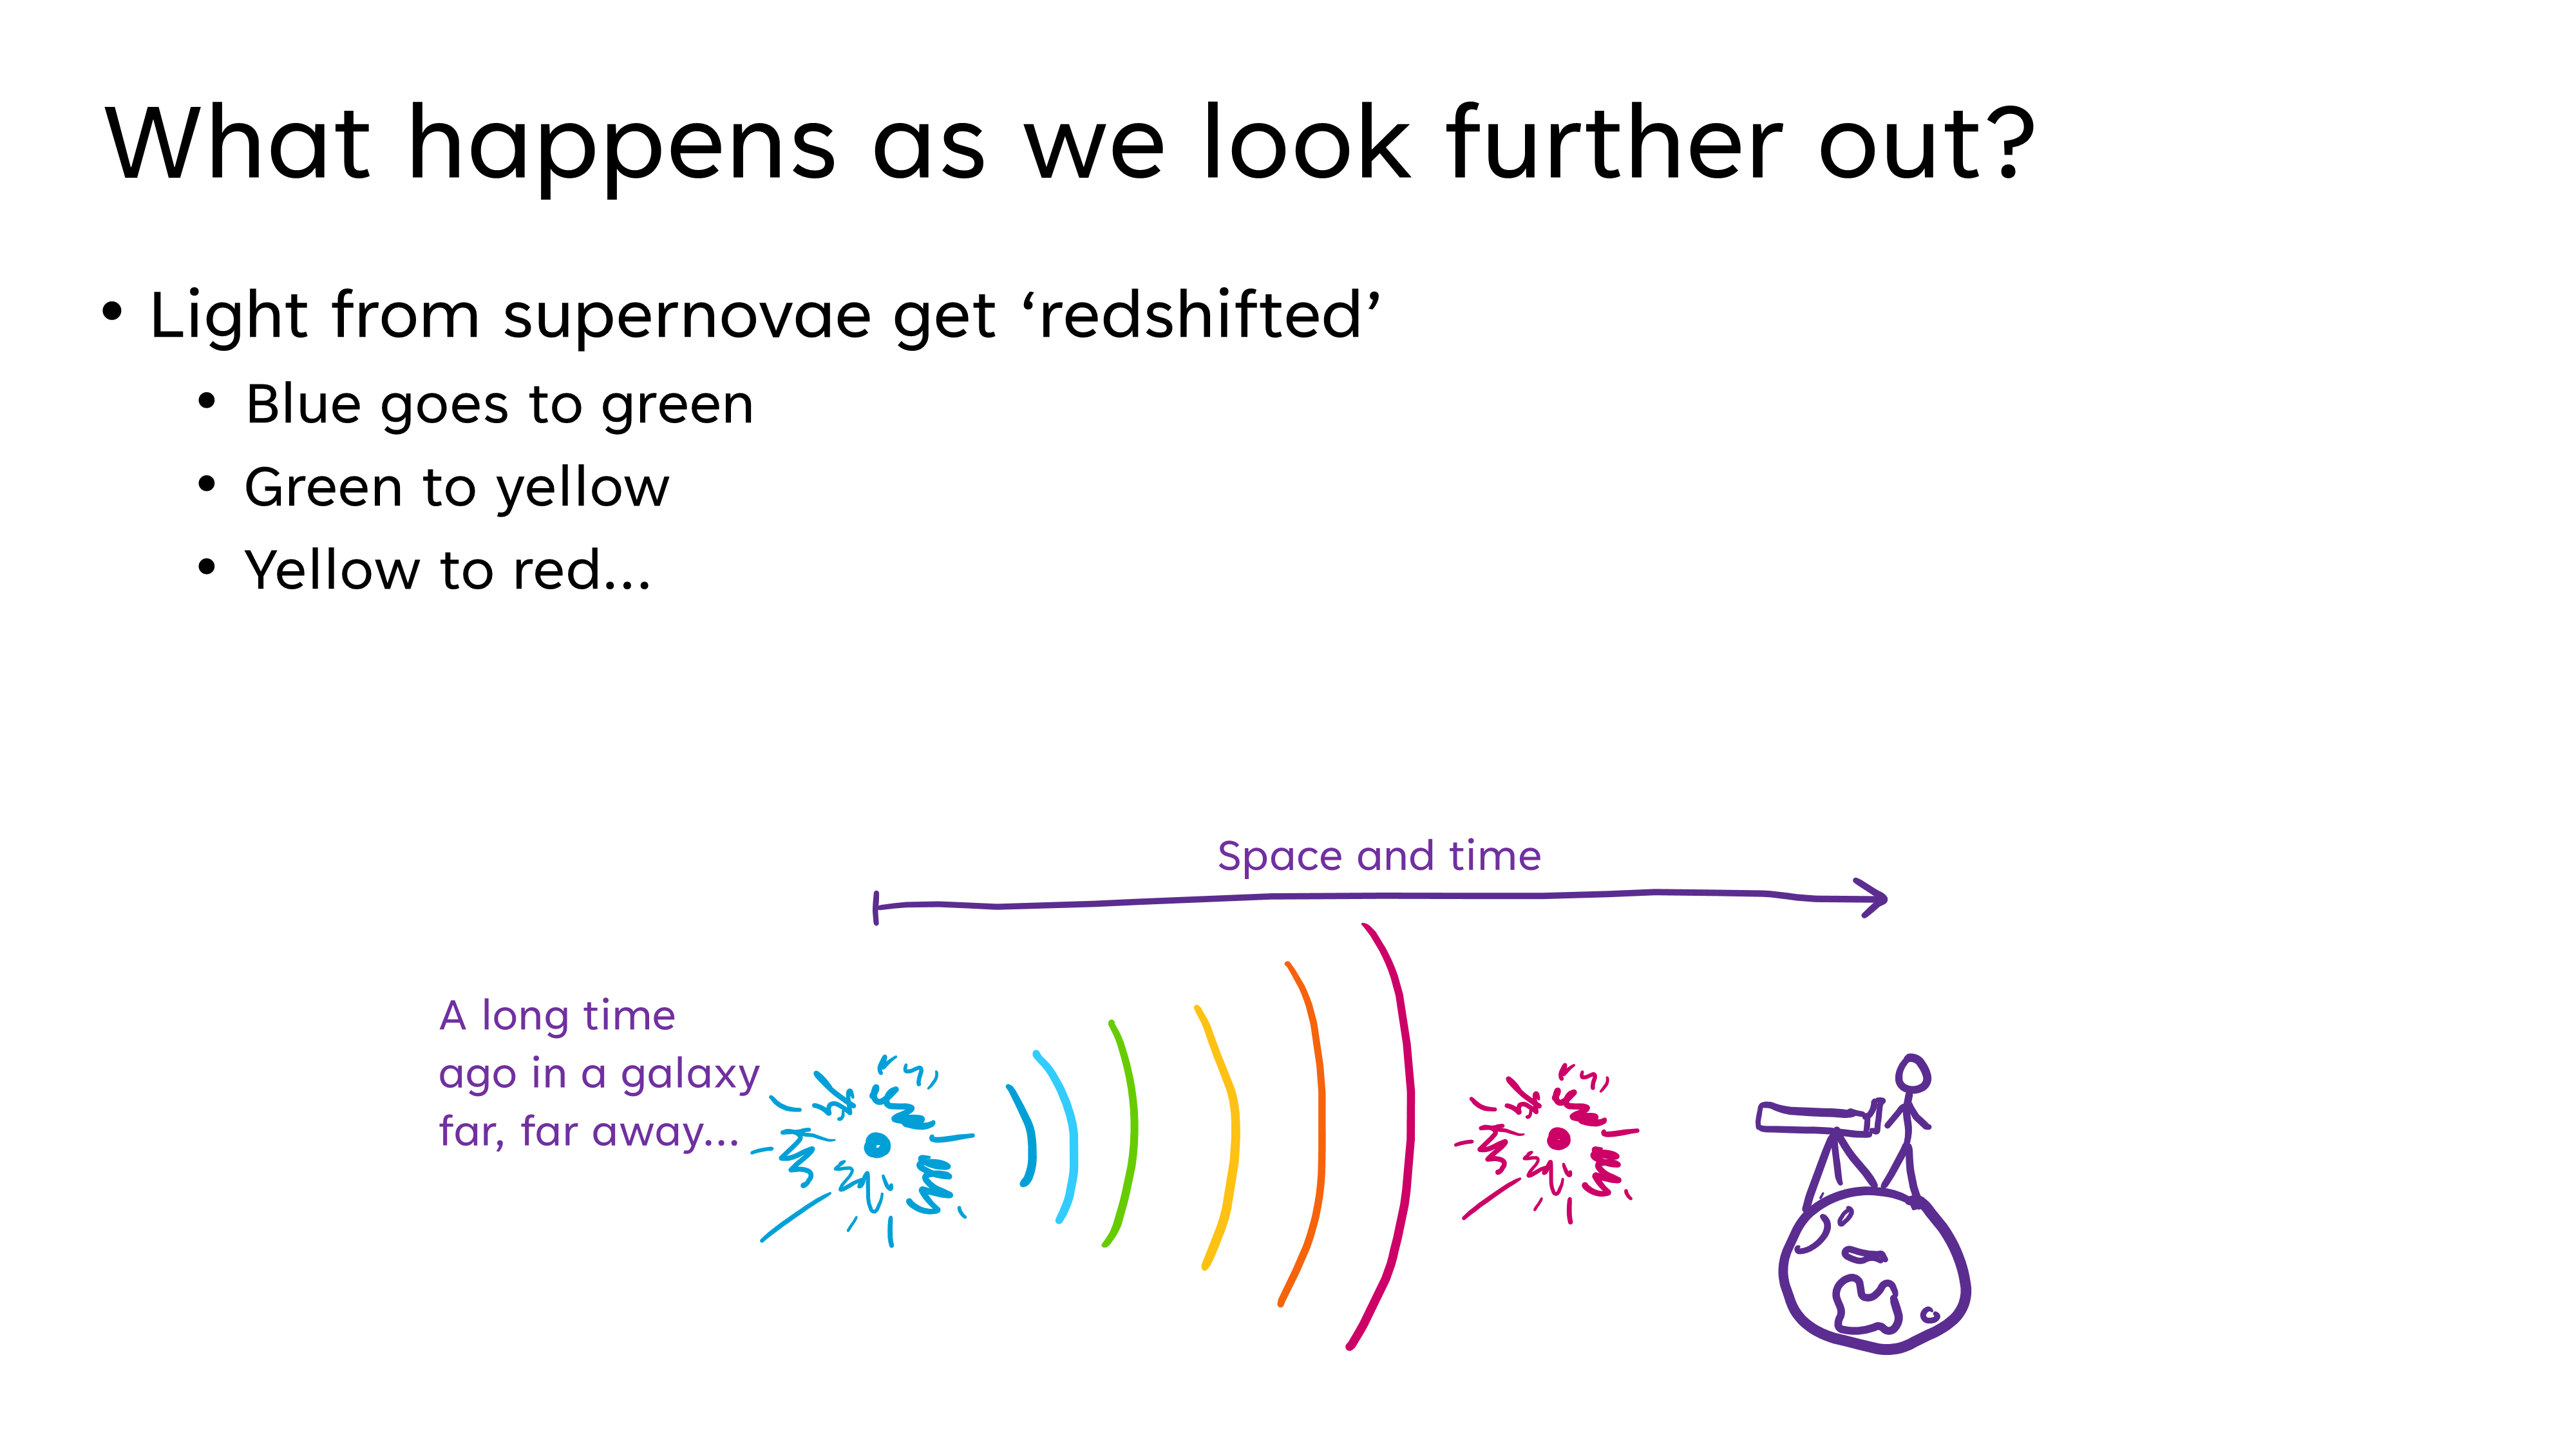 What happens as we look further out?
• Light from supernovae get ‘redshifted’
• Blue goes to green
• Green to yellow
• Yellow to red...
Space and time
A long time
ago in a galaxy
far, far away...